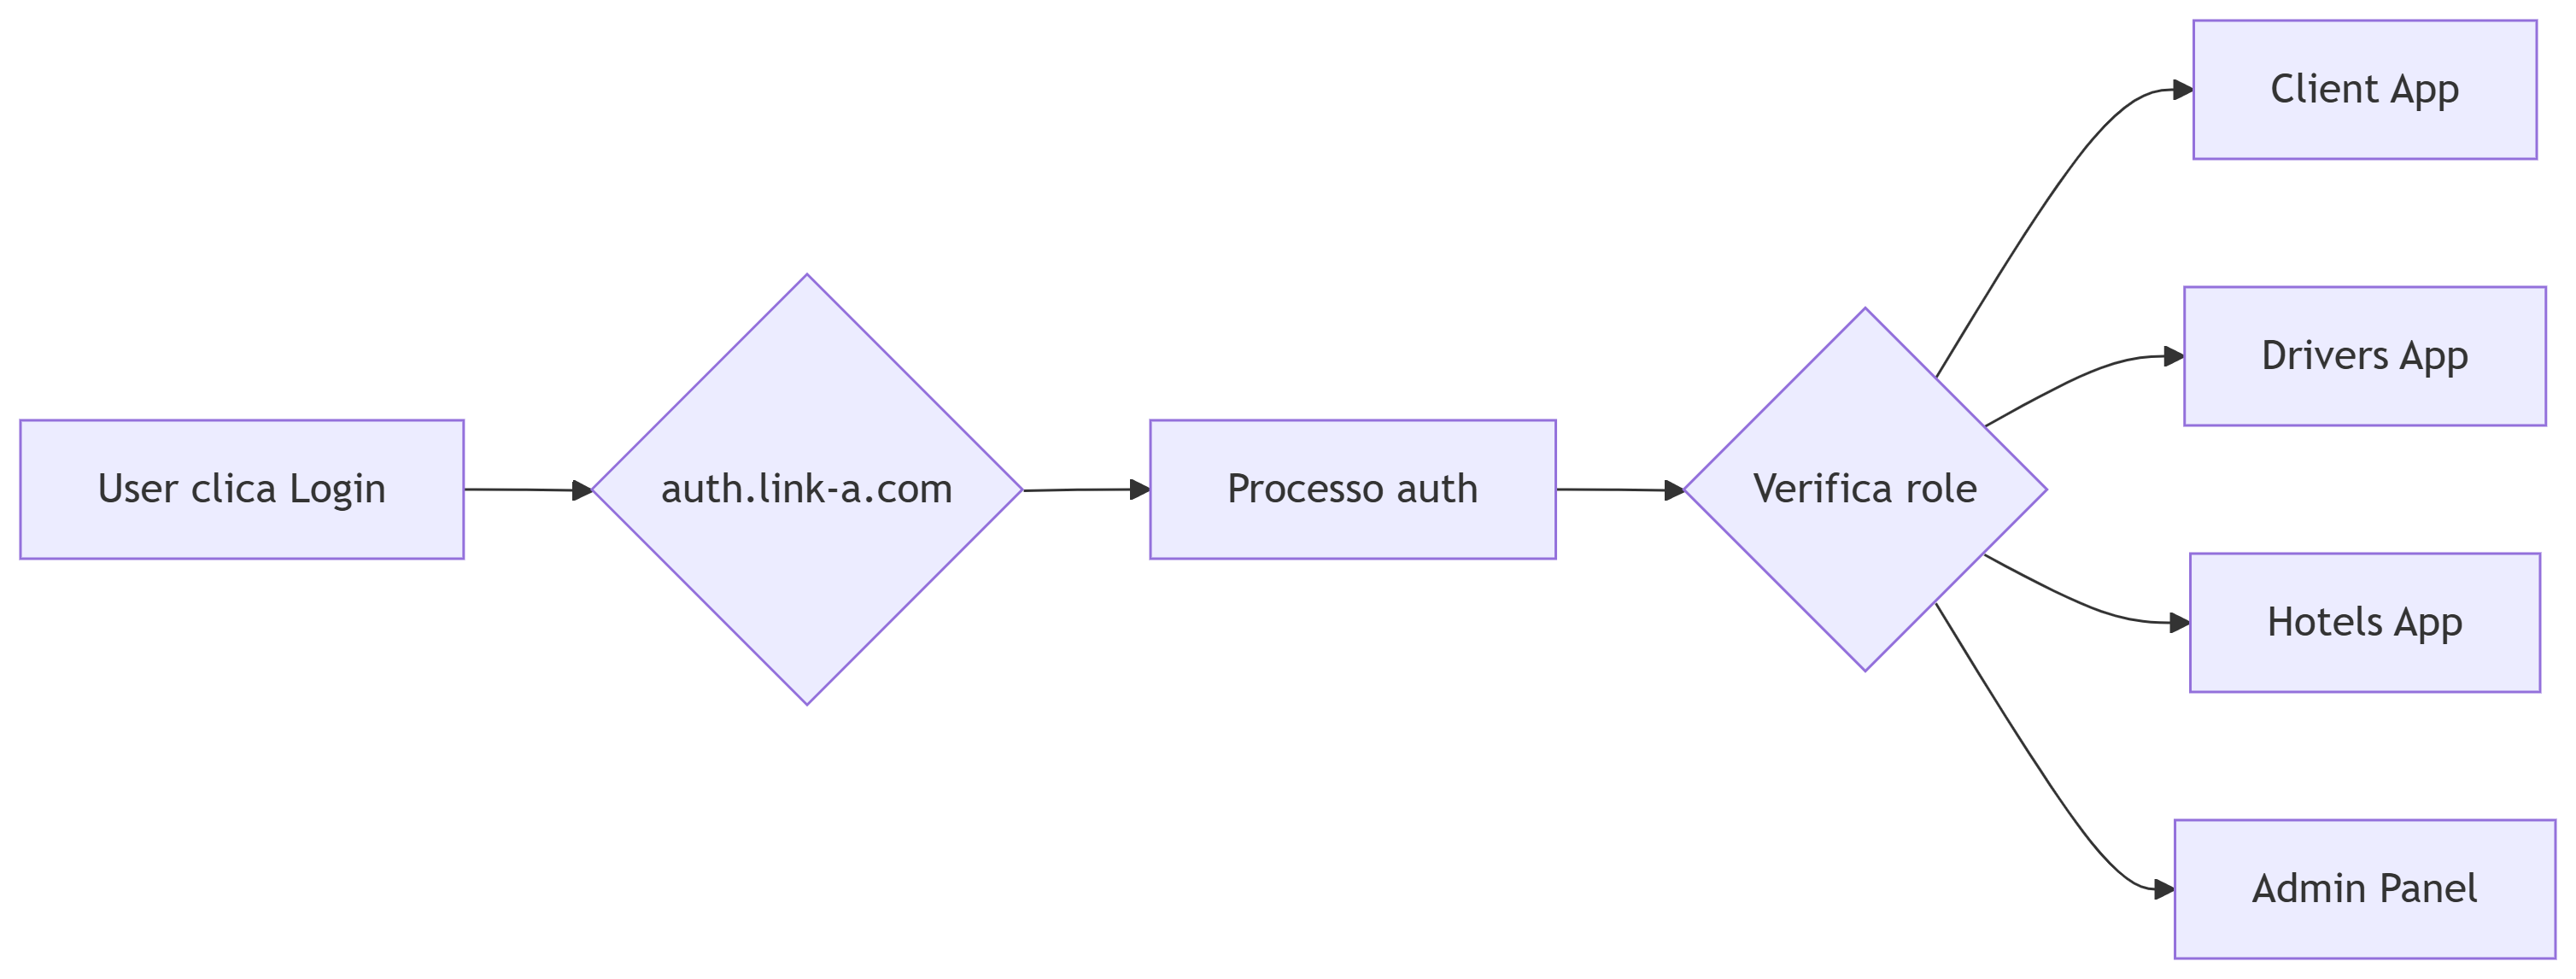 User clica Login
auth.link-a.com
Processo auth
Verifica role
Client App
Drivers App
Hotels App
Admin Panel